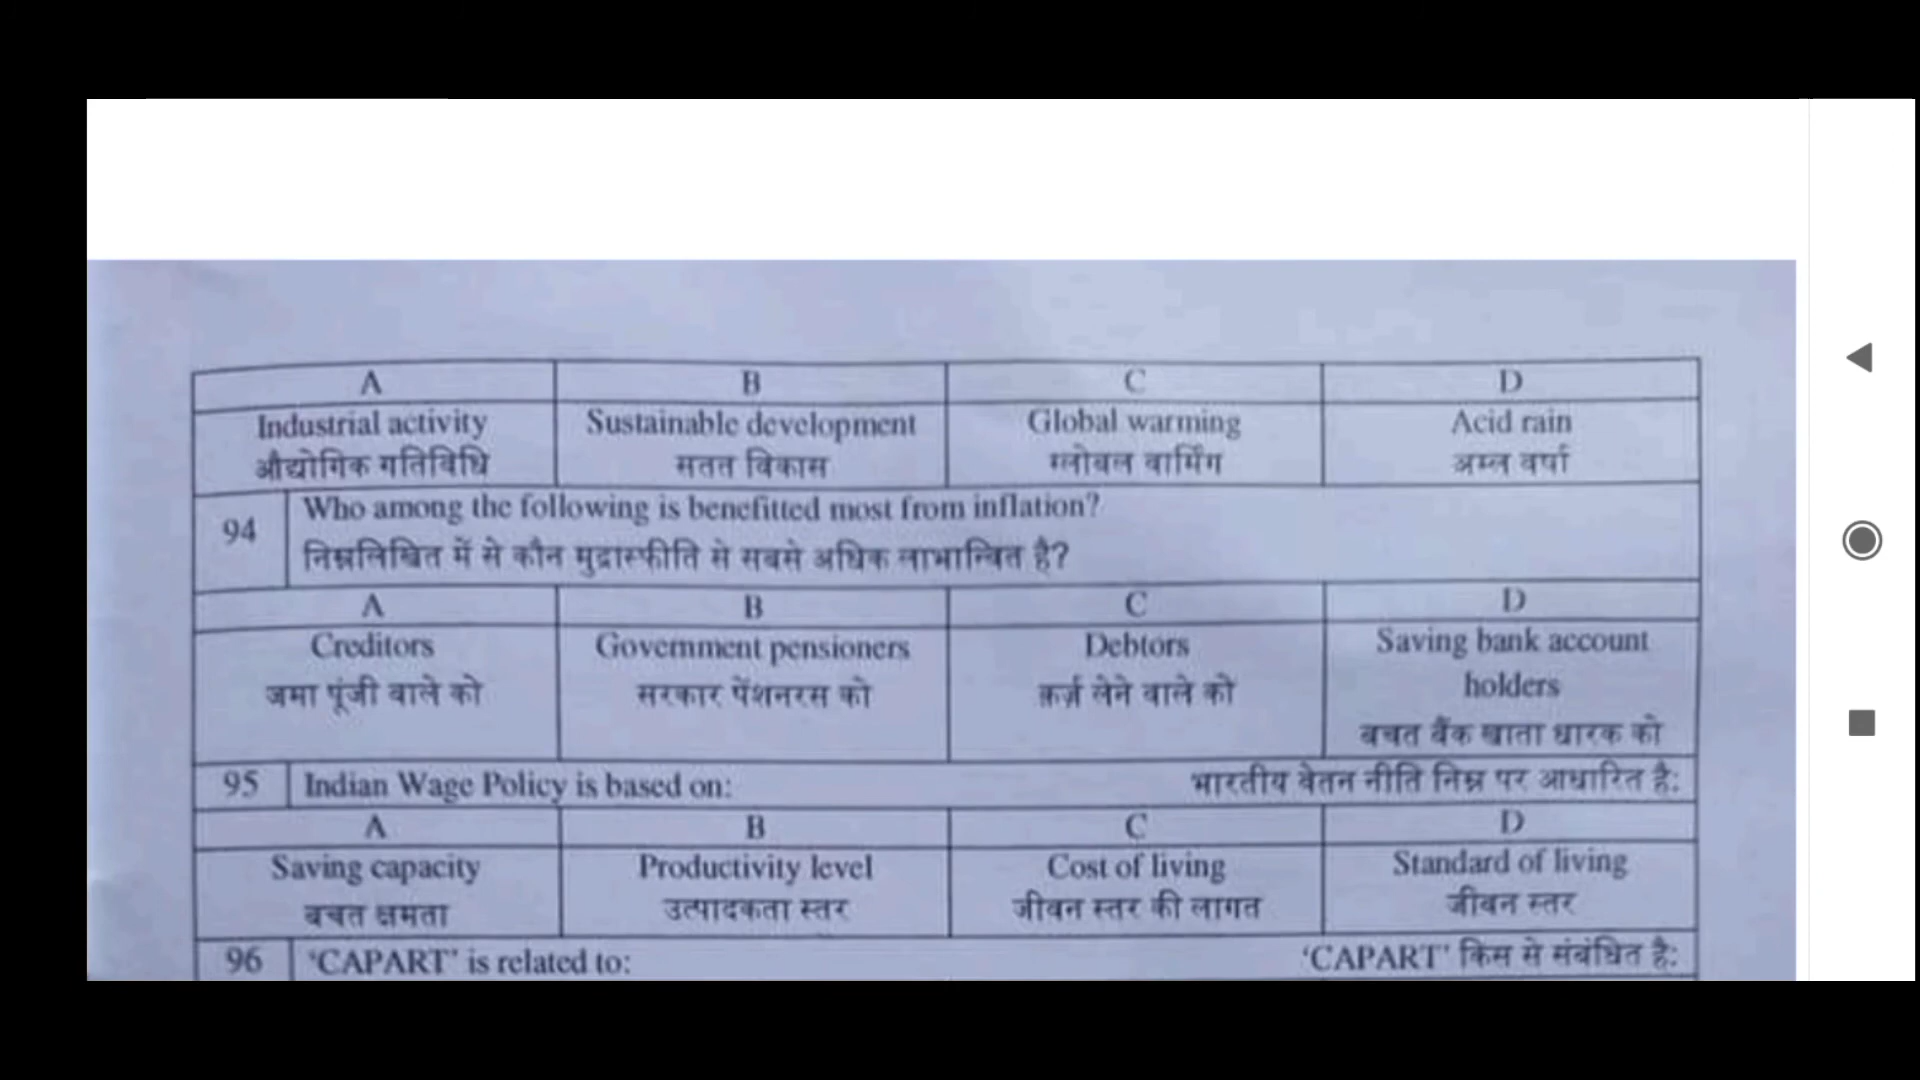 A B C D
Industrial activity Sustainable development Global warming Acid rain
औद्योगिक गतिविधि सतत विकास ग्लोबल वार्मिंग अम्ल वर्षा
94 Who among the following is benefitted most from inflation?
निम्नलिखित में से कौन मुद्रास्फीति से सबसे अधिक लाभान्वित है?
A B C D
Creditors Government pensioners Debtors Saving bank account
holders
जमा पूंजी वाले को सरकार पेंशनरस को क़र्ज़ लेने वाले को
बचत बैंक खाता धारक को
95 Indian Wage Policy is based on: भारतीय वेतन नीति निम्न पर आधारित है:
A B C D
Saving capacity Productivity level Cost of living Standard of living
बचत क्षमता उत्पादकता स्तर जीवन स्तर की लागत जीवन स्तर
96 ‘CAPART’ is related to: ‘CAPART’ किस से संबंधित है: